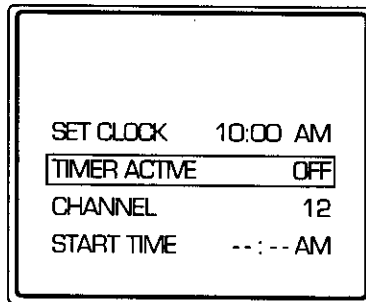 SET CLOCK 10:00 AM
TIMER ACTIVE OFF
CHANNEL 12
START TIME --:-- AM